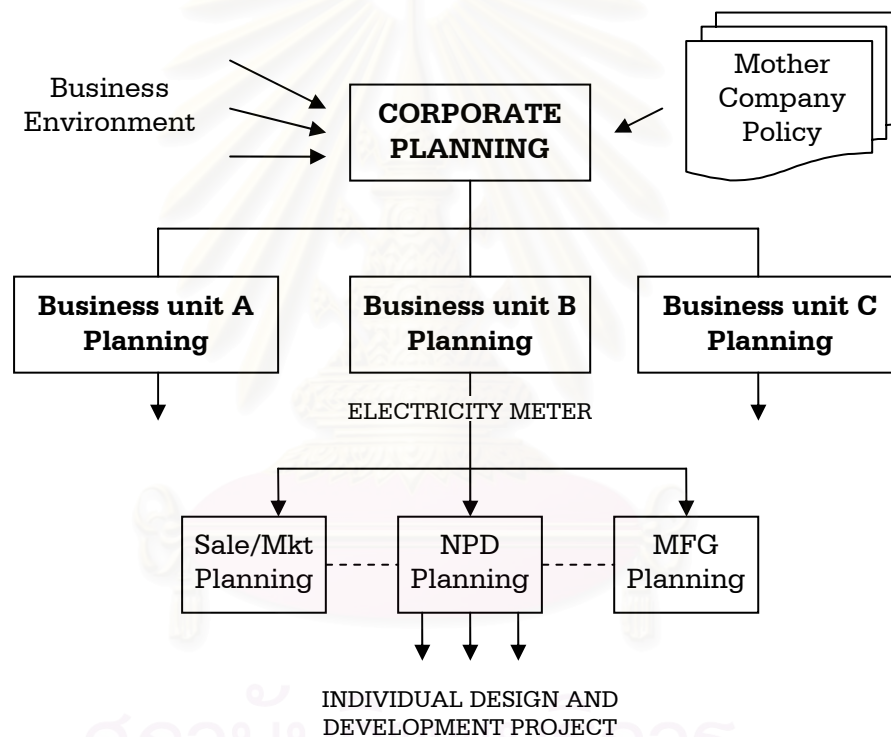 Business
Environment
CORPORATE
PLANNING
Mother
Company
Policy
Business unit A
Planning
Business unit B
Planning
Business unit C
Planning
ELECTRICITY METER
Sale/Mkt
Planning
NPD
Planning
MFG
Planning
INDIVIDUAL DESIGN AND
DEVELOPMENT PROJECT